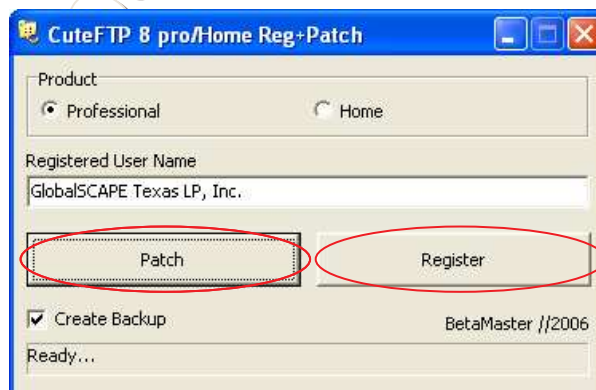 CuteFTP 8 pro/Home Reg+Patch
Product
Professional Home
Registered User Name
GlobalSCAPE Texas LP, Inc.
Patch Register
Create Backup BetaMaster //2006
Ready...